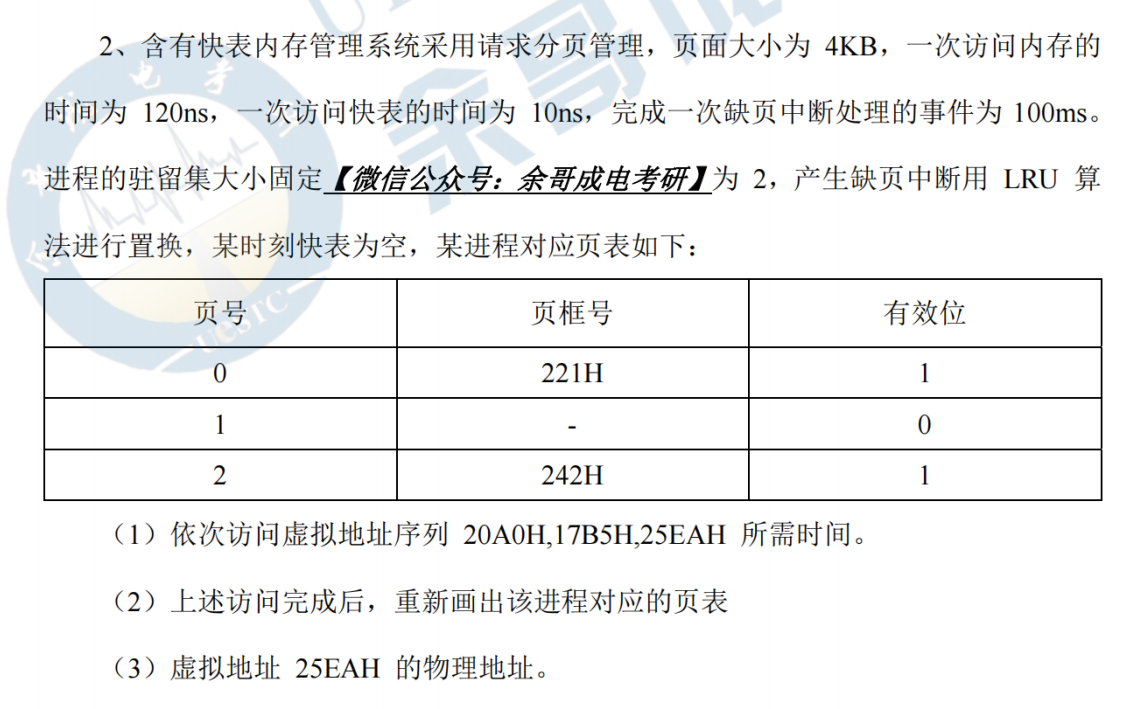 2、含有快表内存管理系统采用请求分页管理，页面大小为 4KB，一次访问内存的
时间为 120ns，一次访问快表的时间为 10ns，完成一次缺页中断处理的事件为 100ms。
进程的驻留集大小固定【微信公众号：余哥成电考研】为 2，产生缺页中断用 LRU 算
法进行置换，某时刻快表为空，某进程对应页表如下：
页号 页框号 有效位
0 221H 1
1 - 0
2 242H 1
（1）依次访问虚拟地址序列 20A0H,17B5H,25EAH 所需时间。
（2）上述访问完成后，重新画出该进程对应的页表
（3）虚拟地址 25EAH 的物理地址。
UESTC